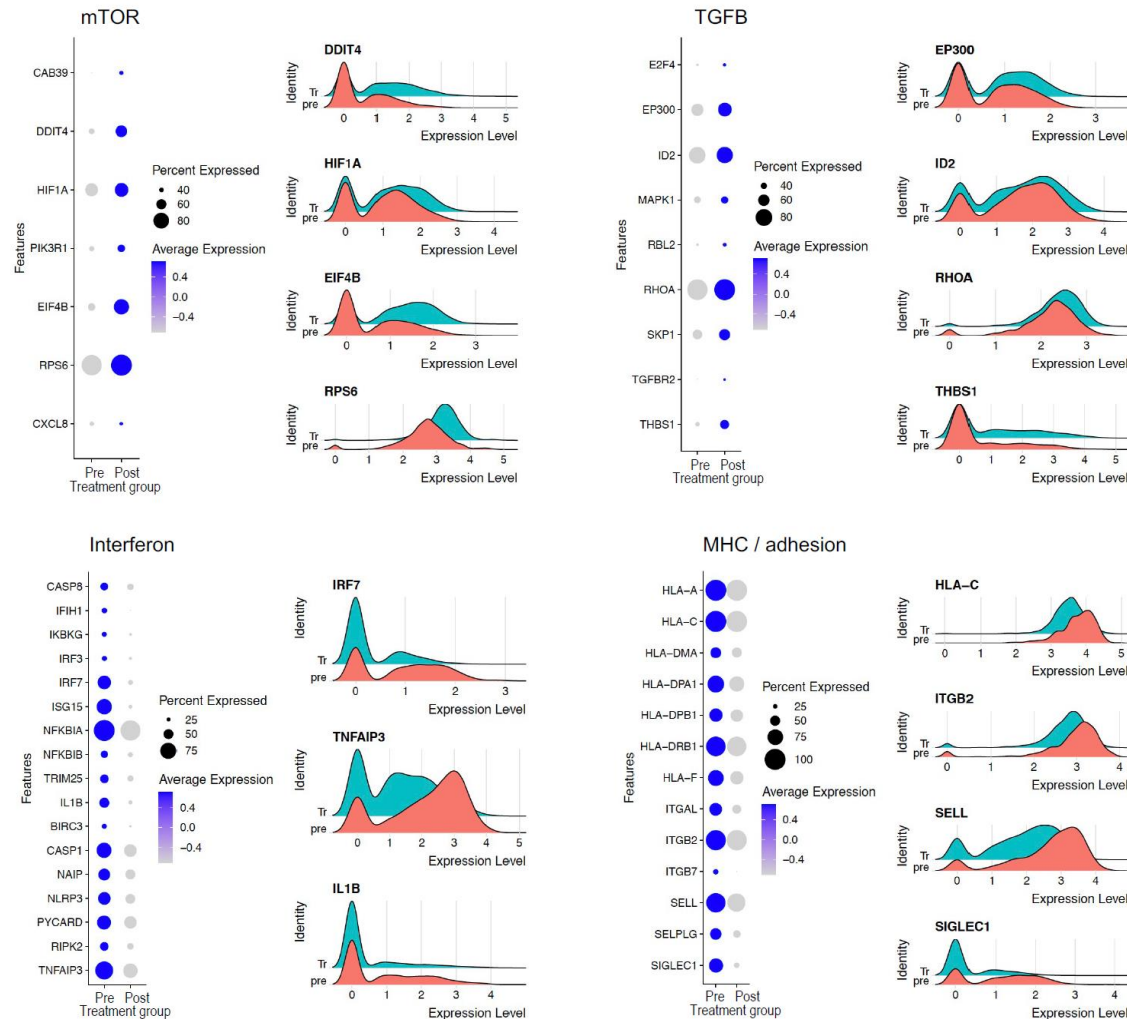 mTOR
CAB39
DDIT4
HIF1A
PIK3R1
EIF4B
RPS6
CXCL8
Features
Pre Post
Treatment group
Percent Expressed
40
60
80
Average Expression
0.4
0.0
−0.4
DDIT4
Identity
Tr
pre
0 1 2 3 4 5
Expression Level
HIF1A
Identity
Tr
pre
0 1 2 3 4
Expression Level
EIF4B
Identity
Tr
pre
0 1 2 3
Expression Level
RPS6
Identity
Tr
pre
0 1 2 3 4 5
Expression Level
TGFB
E2F4
EP300
ID2
MAPK1
RBL2
RHOA
SKP1
TGFBR2
THBS1
Features
Pre Post
Treatment group
Percent Expressed
40
60
80
Average Expression
0.4
0.0
−0.4
EP300
Identity
Tr
pre
0 1 2 3
Expression Level
ID2
Identity
Tr
pre
0 1 2 3 4
Expression Level
RHOA
Identity
Tr
pre
0 1 2 3
Expression Level
THBS1
Identity
Tr
pre
0 1 2 3 4 5
Expression Level
Interferon
CASP8
IFIH1
IKBKG
IRF3
IRF7
ISG15
NFKBIA
NFKBIB
TRIM25
IL1B
BIRC3
CASP1
NAIP
NLRP3
PYCARD
RIPK2
TNFAIP3
Features
Pre Post
Treatment group
Percent Expressed
25
50
75
Average Expression
0.4
0.0
−0.4
IRF7
Identity
Tr
pre
0 1 2 3
Expression Level
TNFAIP3
Identity
Tr
pre
0 1 2 3 4 5
Expression Level
IL1B
Identity
Tr
pre
0 1 2 3 4
Expression Level
MHC / adhesion
HLA−A
HLA−C
HLA−DMA
HLA−DPA1
HLA−DPB1
HLA−DRB1
HLA−F
ITGAL
ITGB2
ITGB7
SELL
SELPLG
SIGLEC1
Features
Pre Post
Treatment group
Percent Expressed
25
50
75
100
Average Expression
0.4
0.0
−0.4
HLA−C
Identity
Tr
pre
0 1 2 3 4
Expression Level
ITGB2
Identity
Tr
pre
0 1 2 3 4
Expression Level
SELL
Identity
Tr
pre
0 1 2 3 4
Expression Level
SIGLEC1
Identity
Tr
pre
0 1 2 3 4
Expression Level